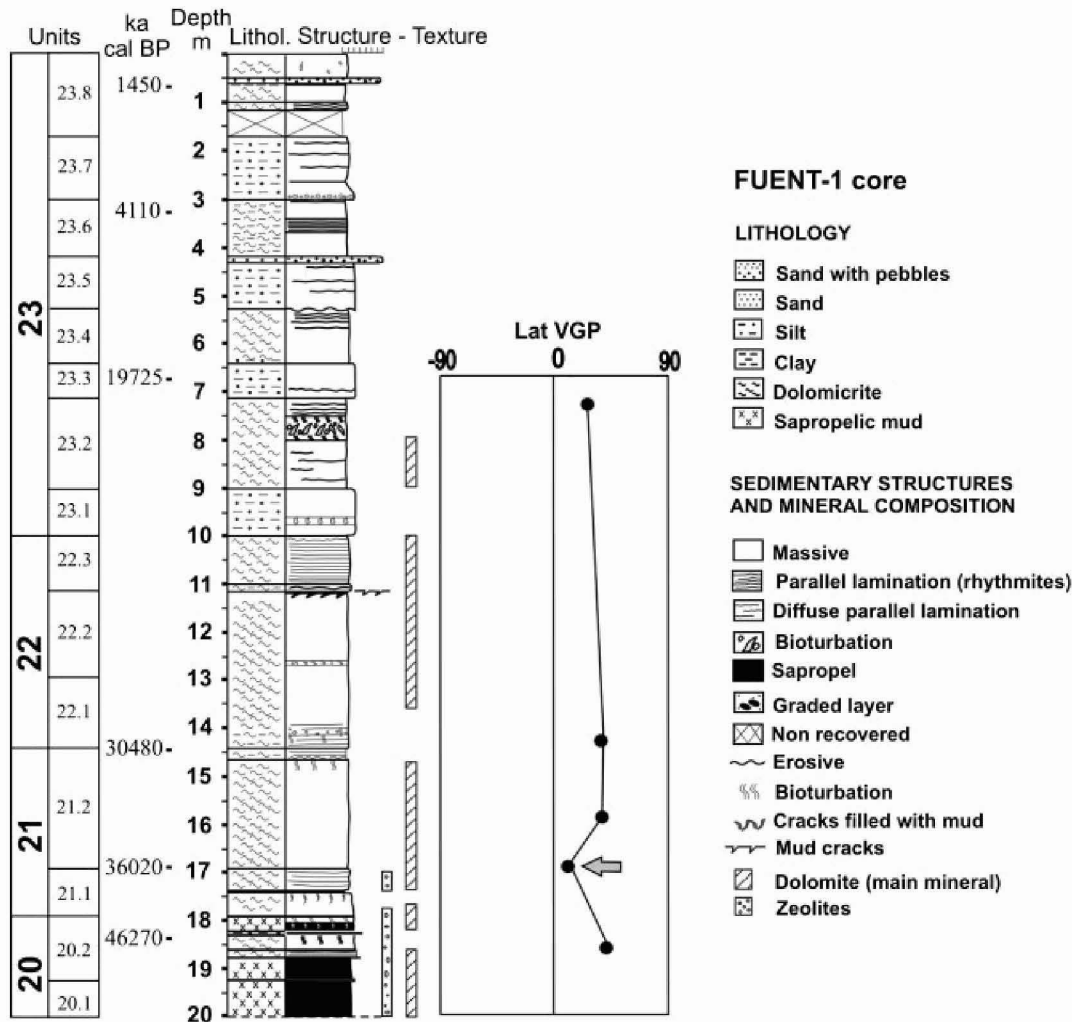 Units
ka
cal BP
Depth
m
Lithol. Structure - Texture
23
22
21
20
23.8
23.7
23.6
23.5
23.4
23.3
23.2
23.1
22.3
22.2
22.1
21.2
21.1
20.2
20.1
1450-
4110-
19725-
30480-
36020-
46270-
1
2
3
4
5
6
7
8
9
10
11
12
13
14
15
16
17
18
19
20
Lat VGP
-90
0
90
FUENT-1 core
LITHOLOGY
Sand with pebbles
Sand
Silt
Clay
Dolomicrite
Sapropelic mud
SEDIMENTARY STRUCTURES
AND MINERAL COMPOSITION
Massive
Parallel lamination (rhythmites)
Diffuse parallel lamination
Bioturbation
Sapropel
Graded layer
Non recovered
Erosive
Bioturbation
Cracks filled with mud
Mud cracks
Dolomite (main mineral)
Zeolites